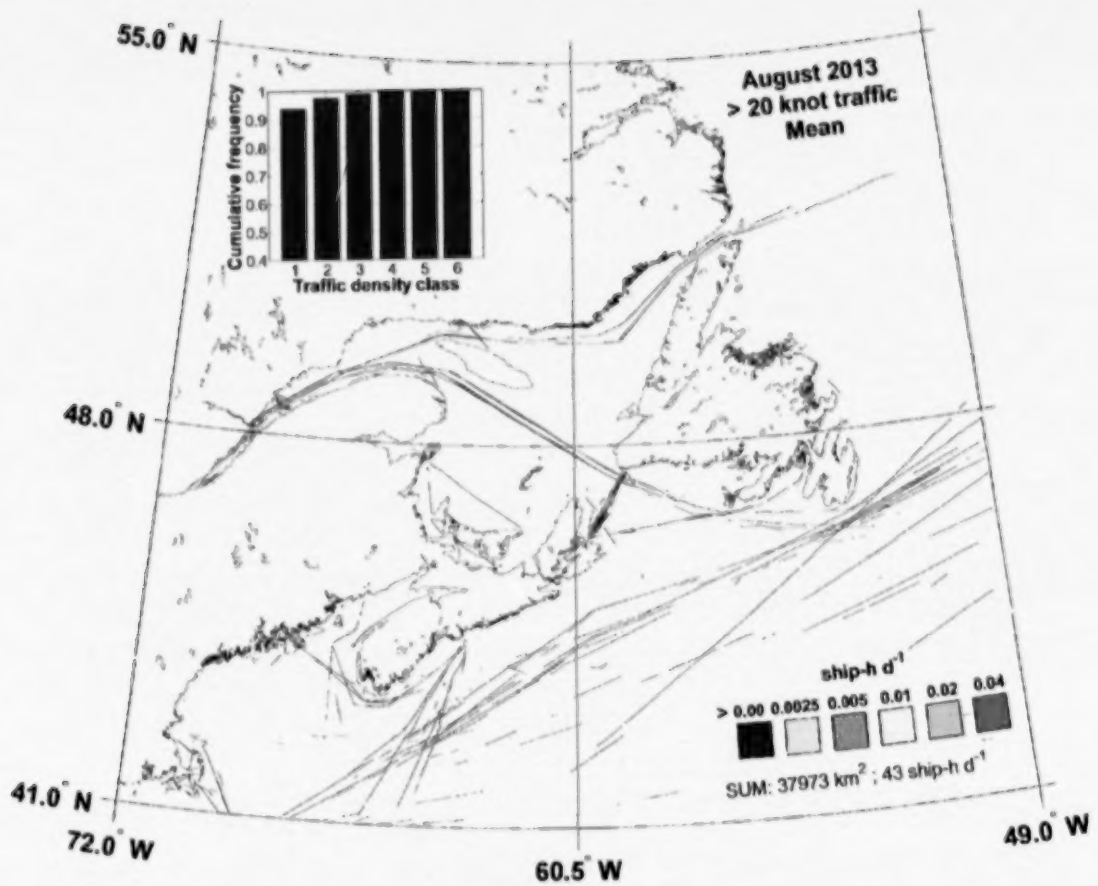 55.0° N
August 2013
> 20 knot traffic
Mean
Cumulative frequency
1
0.9
0.8
0.7
0.6
0.5
0.4
1 2 3 4 5 6
Traffic density class
48.0° N
ship-h d⁻¹
> 0.00 0.0025 0.005 0.01 0.02 0.04
SUM: 37973 km² ; 43 ship-h d⁻¹
41.0° N
72.0° W
60.5° W
49.0° W